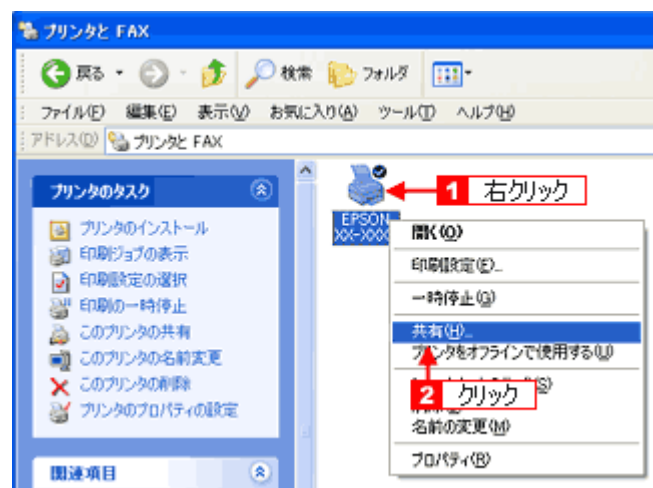 プリンタと FAX
戻る
検索
フォルダ
ファイル(F) 編集(E) 表示(V) お気に入り(A) ツール(T) ヘルプ(H)
アドレス(D) プリンタと FAX
プリンタのタスク
プリンタのインストール
印刷ジョブの表示
印刷設定の選択
印刷の一時停止
このプリンタの共有
このプリンタの名前変更
このプリンタの削除
プリンタのプロパティの設定
関連項目
1 右クリック
EPSON
XX-XXXX
開く(O)
印刷設定(E)...
一時停止(G)
共有(H)...
プリンタをオフラインで使用する(U)
(S)
2 クリック
名前の変更(M)
プロパティ(R)